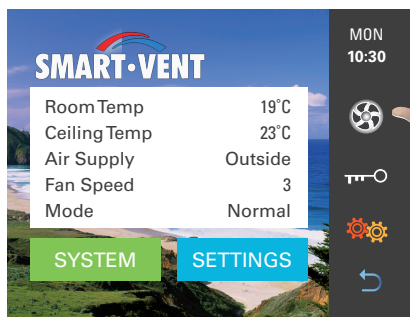 MON
10:30
SMART·VENT
Room Temp 19°C
Ceiling Temp 23°C
Air Supply Outside
Fan Speed 3
Mode Normal
SYSTEM SETTINGS